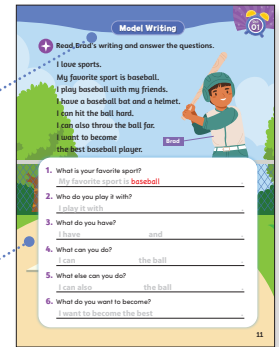 Model Writing
01
Read Brad's writing and answer the questions.
I love sports.
My favorite sport is baseball.
I play baseball with my friends.
I have a baseball bat and a helmet.
I can hit the ball hard.
I can also throw the ball far.
I want to become
the best baseball player.
Brad
1. What is your favorite sport?
My favorite sport is baseball .
2. Who do you play it with?
I play it with .
3. What do you have?
I have and .
4. What can you do?
I can the ball .
5. What else can you do?
I can also the ball .
6. What do you want to become?
I want to become the best .
11